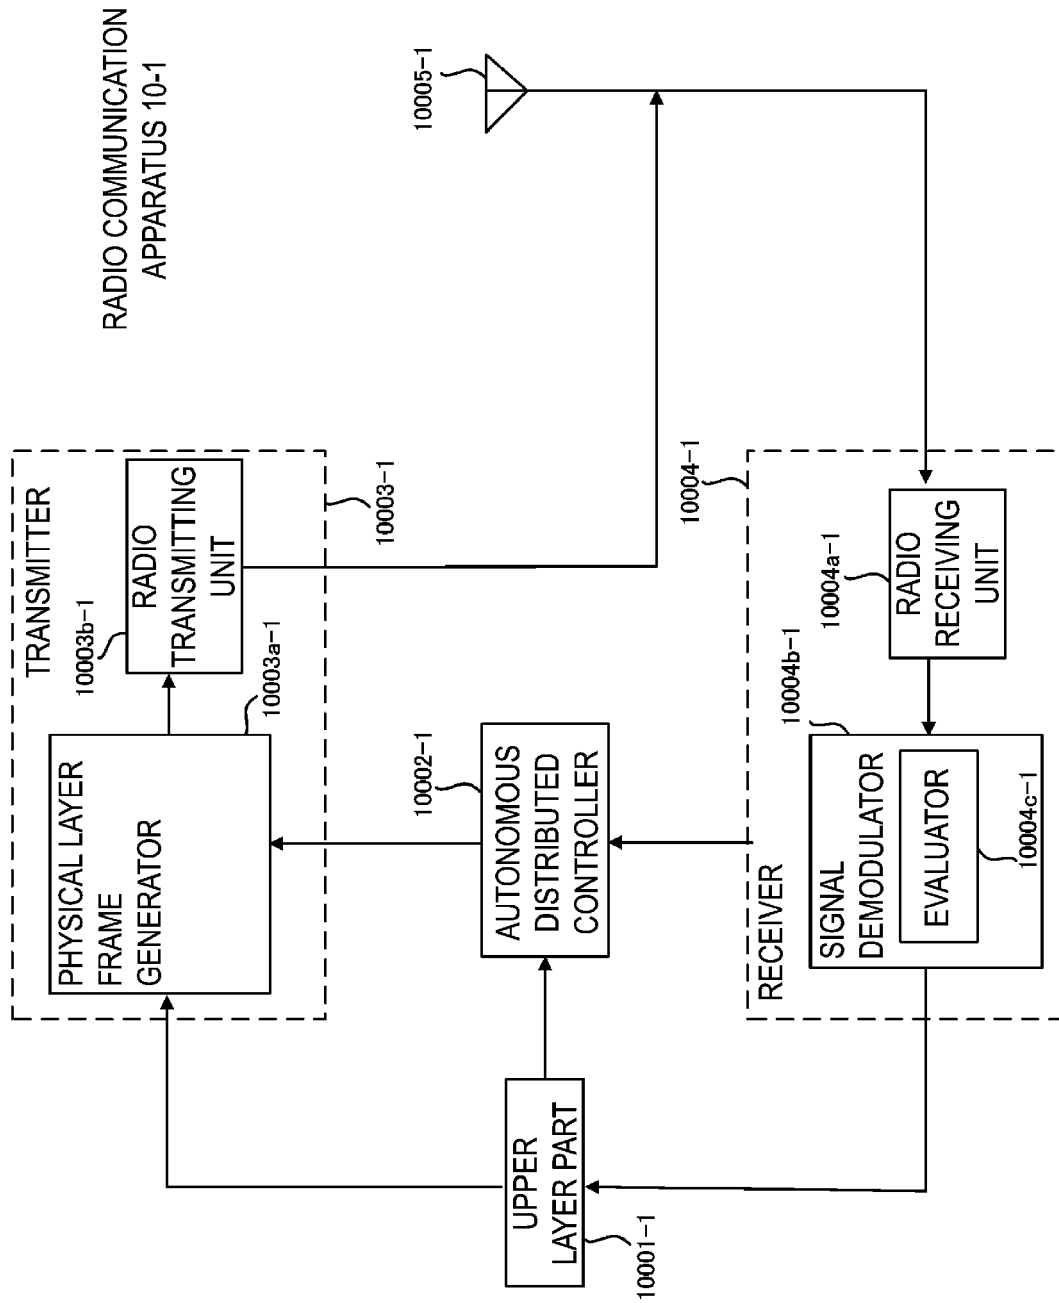 RADIO COMMUNICATION
APPARATUS 10-1
TRANSMITTER
PHYSICAL LAYER
FRAME
GENERATOR
10003a-1
10003b-1
RADIO
TRANSMITTING
UNIT
10003-1
10005-1
UPPER
LAYER PART
10001-1
10002-1
AUTONOMOUS
DISTRIBUTED
CONTROLLER
10004-1
RECEIVER
SIGNAL
DEMODULATOR
EVALUATOR
10004c-1
10004b-1
10004a-1
RADIO
RECEIVING
UNIT